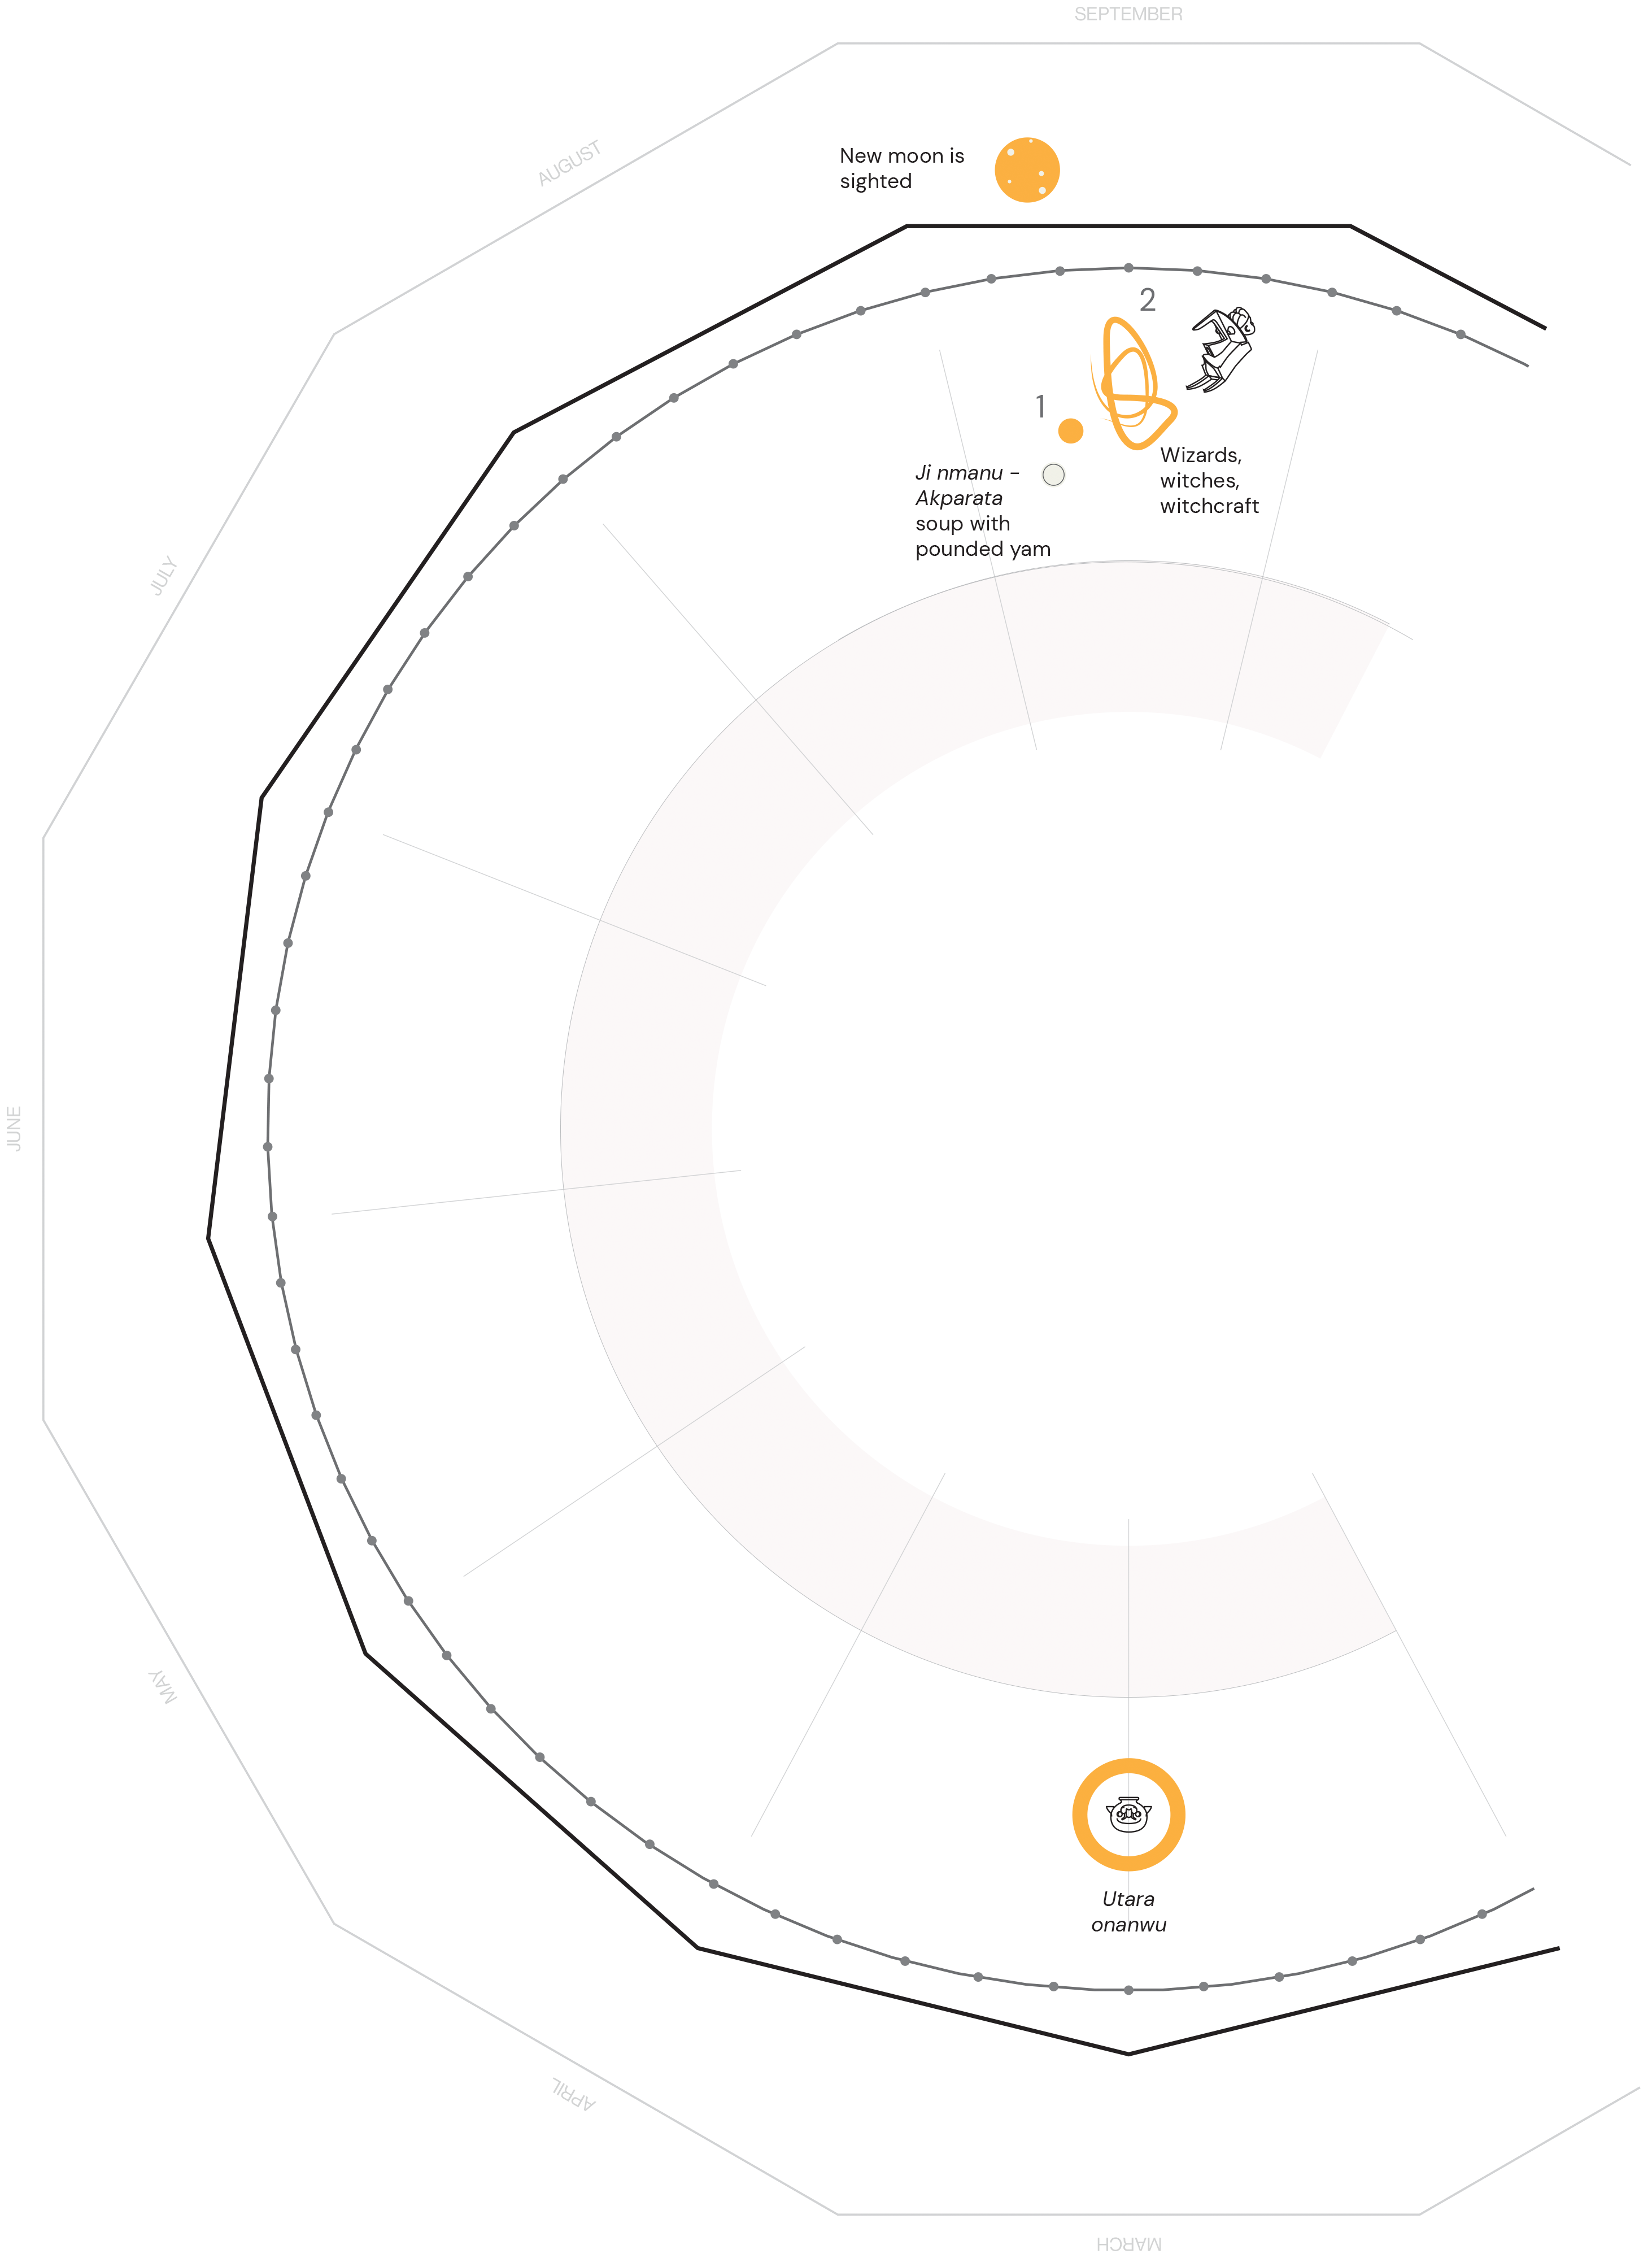 SEPTEMBER
AUGUST
New moon is
sighted
2
1
Wizards,
witches,
witchcraft
Ji nmanu -
Akparata
soup with
pounded yam
JULY
JUNE
MAY
Utara
onanwu
APRIL
MARCH